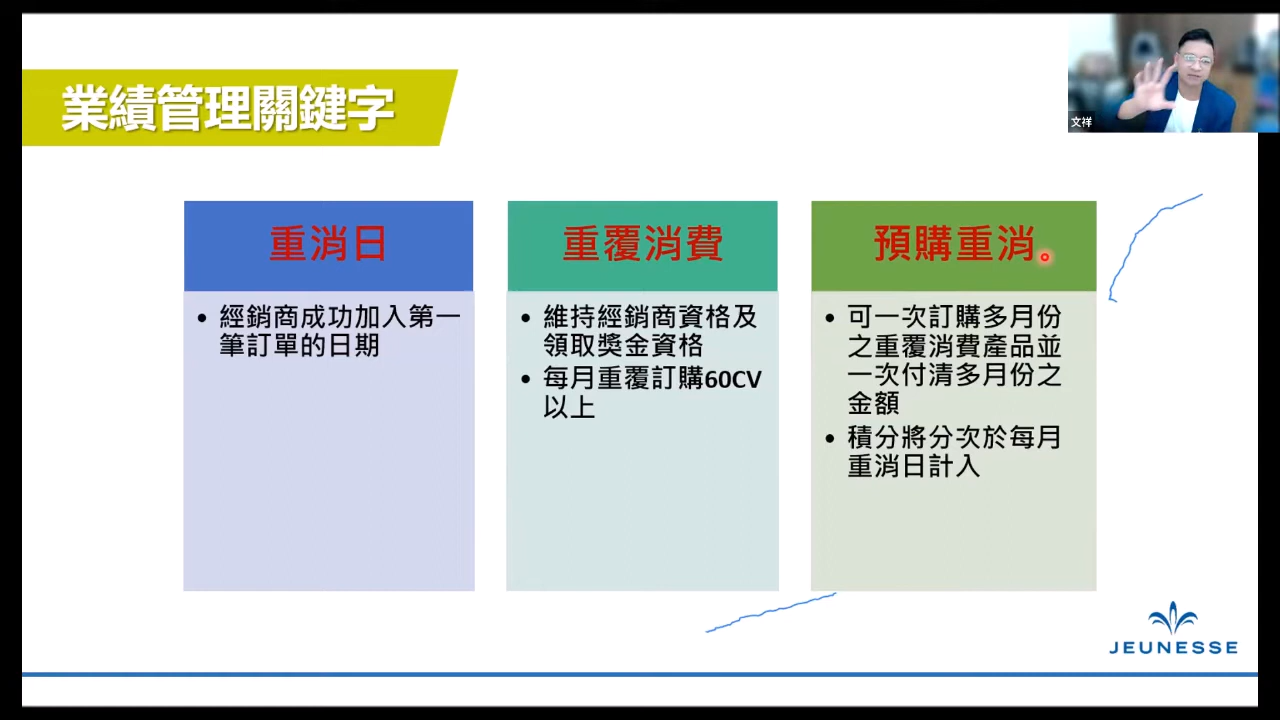 業績管理關鍵字
文祥
重消日
經銷商成功加入第一
筆訂單的日期
重覆消費
維持經銷商資格及
領取獎金資格
每月重覆訂購60CV
以上
預購重消
可一次訂購多月份
之重覆消費產品並
一次付清多月份之
金額
積分將分次於每月
重消日計入
JEUNESSE